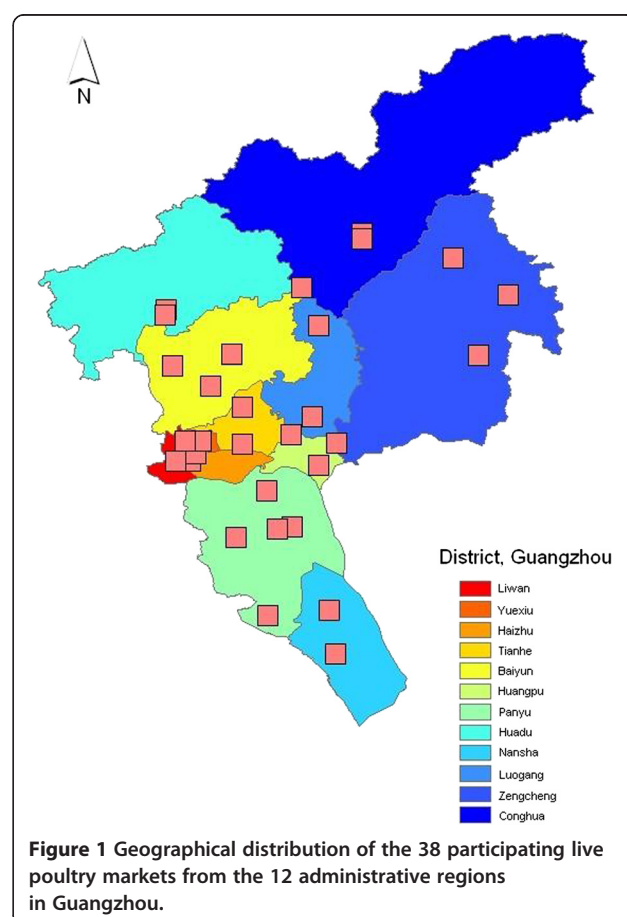 N
District, Guangzhou
Liwan
Yuexiu
Haizhu
Tianhe
Baiyun
Huangpu
Panyu
Huadu
Nansha
Luogang
Zengcheng
Conghua
Figure 1 Geographical distribution of the 38 participating live
poultry markets from the 12 administrative regions
in Guangzhou.